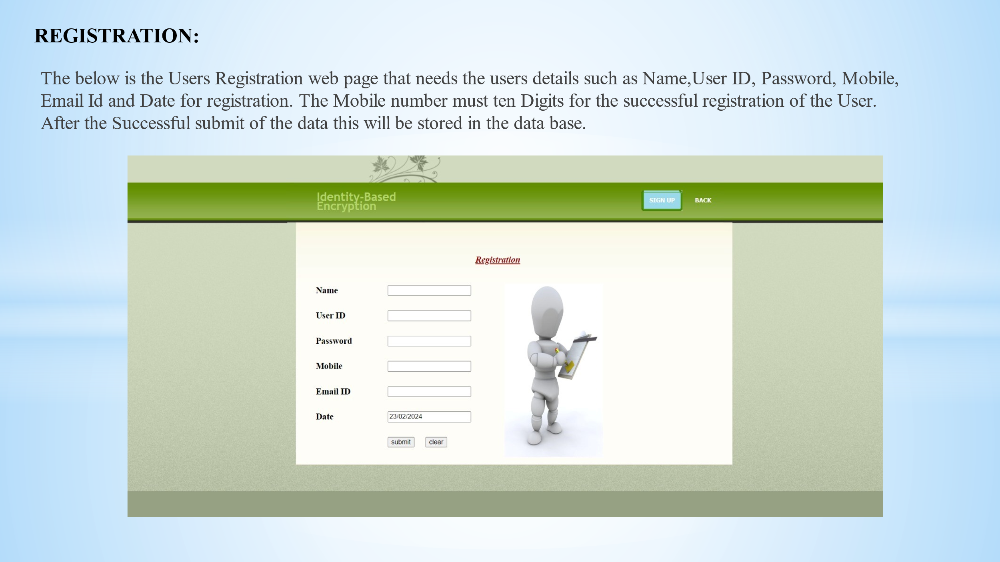 REGISTRATION:
The below is the Users Registration web page that needs the users details such as Name,User ID, Password, Mobile,
Email Id and Date for registration. The Mobile number must ten Digits for the successful registration of the User.
After the Successful submit of the data this will be stored in the data base.
Identity-Based
Encryption
SIGN UP BACK
Registration
Name
User ID
Password
Mobile
Email ID
Date 23/02/2024
submit clear